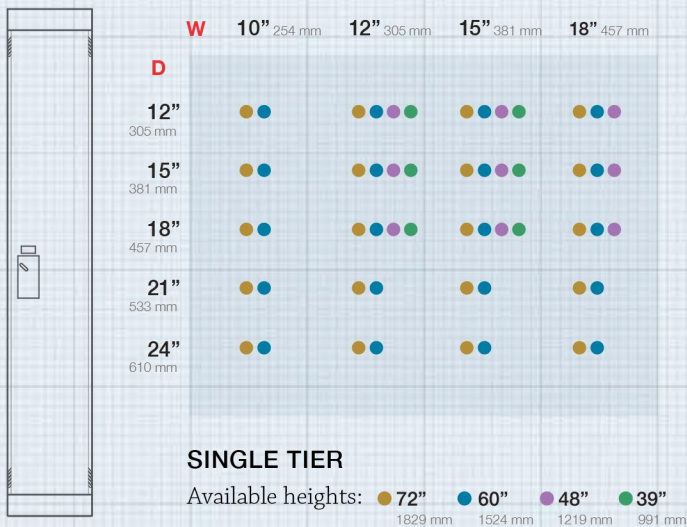 W 10” 254 mm 12” 305 mm 15” 381 mm 18” 457 mm
D
12”
305 mm
15”
381 mm
18”
457 mm
21”
533 mm
24”
610 mm
SINGLE TIER
Available heights: 72” 60” 48” 39”
1829 mm 1524 mm 1219 mm 991 mm